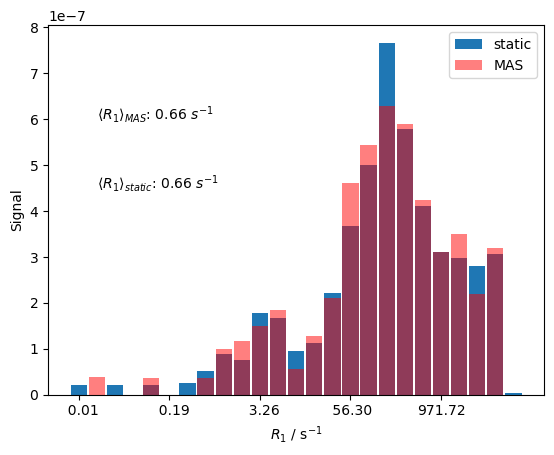 1e−7
8
static
MAS
7
⟨R₁⟩MAS: 0.66 s⁻¹
6
5
⟨R₁⟩static: 0.66 s⁻¹
4
Signal
3
2
1
0
0.01 0.19 3.26 56.30 971.72
R₁ / s⁻¹